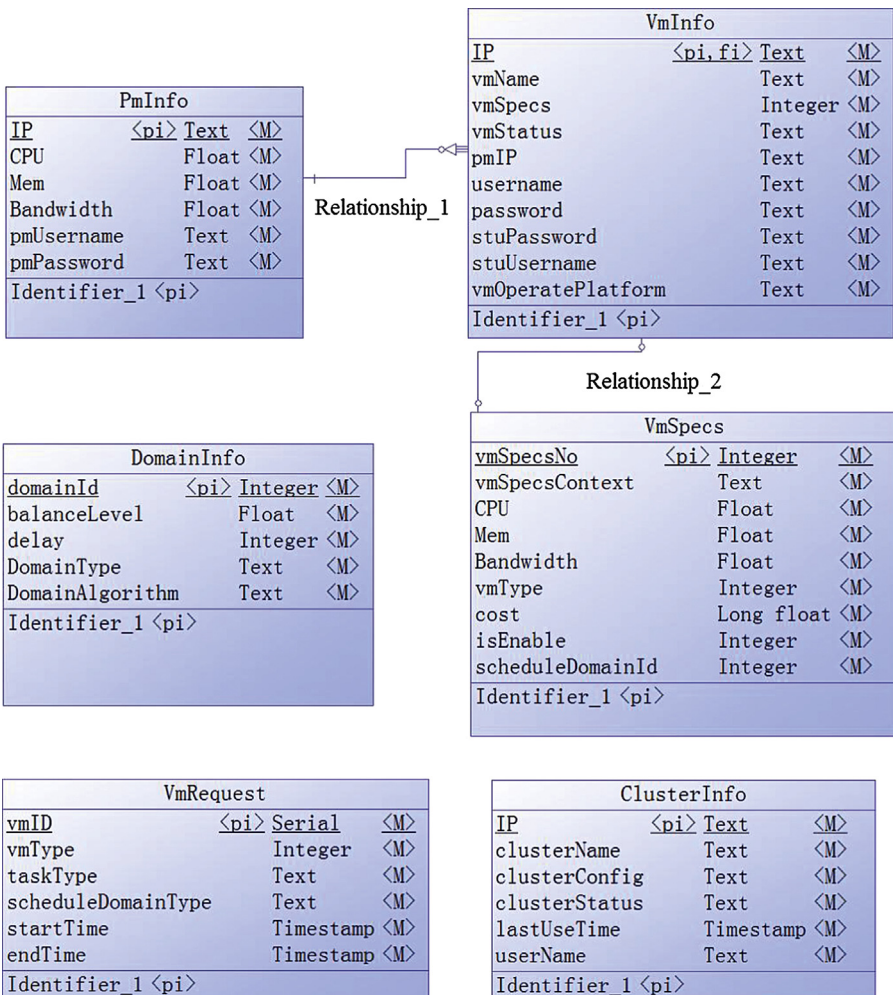 VmInfo
IP <pi,fi> Text <M>
vmName Text <M>
vmSpecs Integer <M>
vmStatus Text <M>
pmIP Text <M>
username Text <M>
password Text <M>
stuPassword Text <M>
stuUsername Text <M>
vmOperatePlatform Text <M>
Identifier_1 <pi>
PmInfo
IP <pi> Text <M>
CPU Float <M>
Mem Float <M>
Bandwidth Float <M>
pmUsername Text <M>
pmPassword Text <M>
Identifier_1 <pi>
Relationship_1
Relationship_2
VmSpecs
vmSpecsNo <pi> Integer <M>
vmSpecsContext Text <M>
CPU Float <M>
Mem Float <M>
Bandwidth Float <M>
vmType Integer <M>
cost Long float <M>
isEnable Integer <M>
scheduleDomainId Integer <M>
Identifier_1 <pi>
DomainInfo
domainId <pi> Integer <M>
balanceLevel Float <M>
delay Integer <M>
DomainType Text <M>
DomainAlgorithm Text <M>
Identifier_1 <pi>
VmRequest
vmID <pi> Serial <M>
vmType Integer <M>
taskType Text <M>
scheduleDomainType Text <M>
startTime Timestamp <M>
endTime Timestamp <M>
Identifier_1 <pi>
ClusterInfo
IP <pi> Text <M>
clusterName Text <M>
clusterConfig Text <M>
clusterStatus Text <M>
lastUseTime Timestamp <M>
userName Text <M>
Identifier_1 <pi>